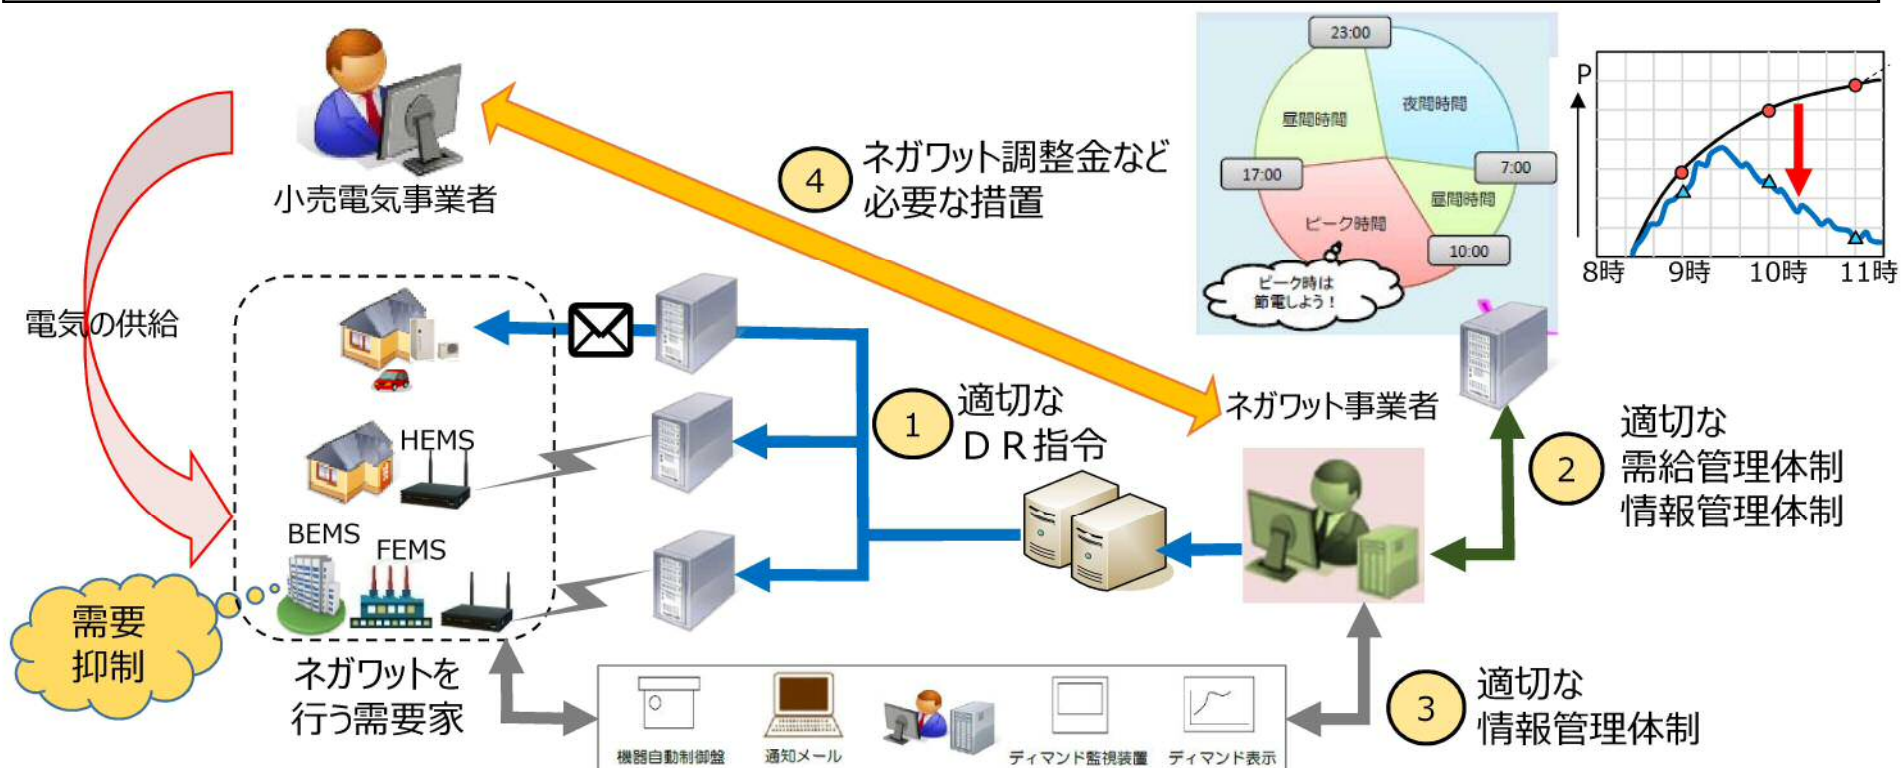 小売電気事業者
電気の供給
4
ネガワット調整金など
必要な措置
23:00
夜間時間
昼間時間
17:00
7:00
昼間時間
ピーク時間
10:00
ピーク時は
節電しよう！
P
8時
9時
10時
11時
HEMS
BEMS
FEMS
需要
抑制
ネガワットを
行う需要家
1
適切な
ＤＲ指令
ネガワット事業者
2
適切な
需給管理体制
情報管理体制
3
適切な
情報管理体制
機器自動制御盤
通知メール
ディマンド監視装置
ディマンド表示